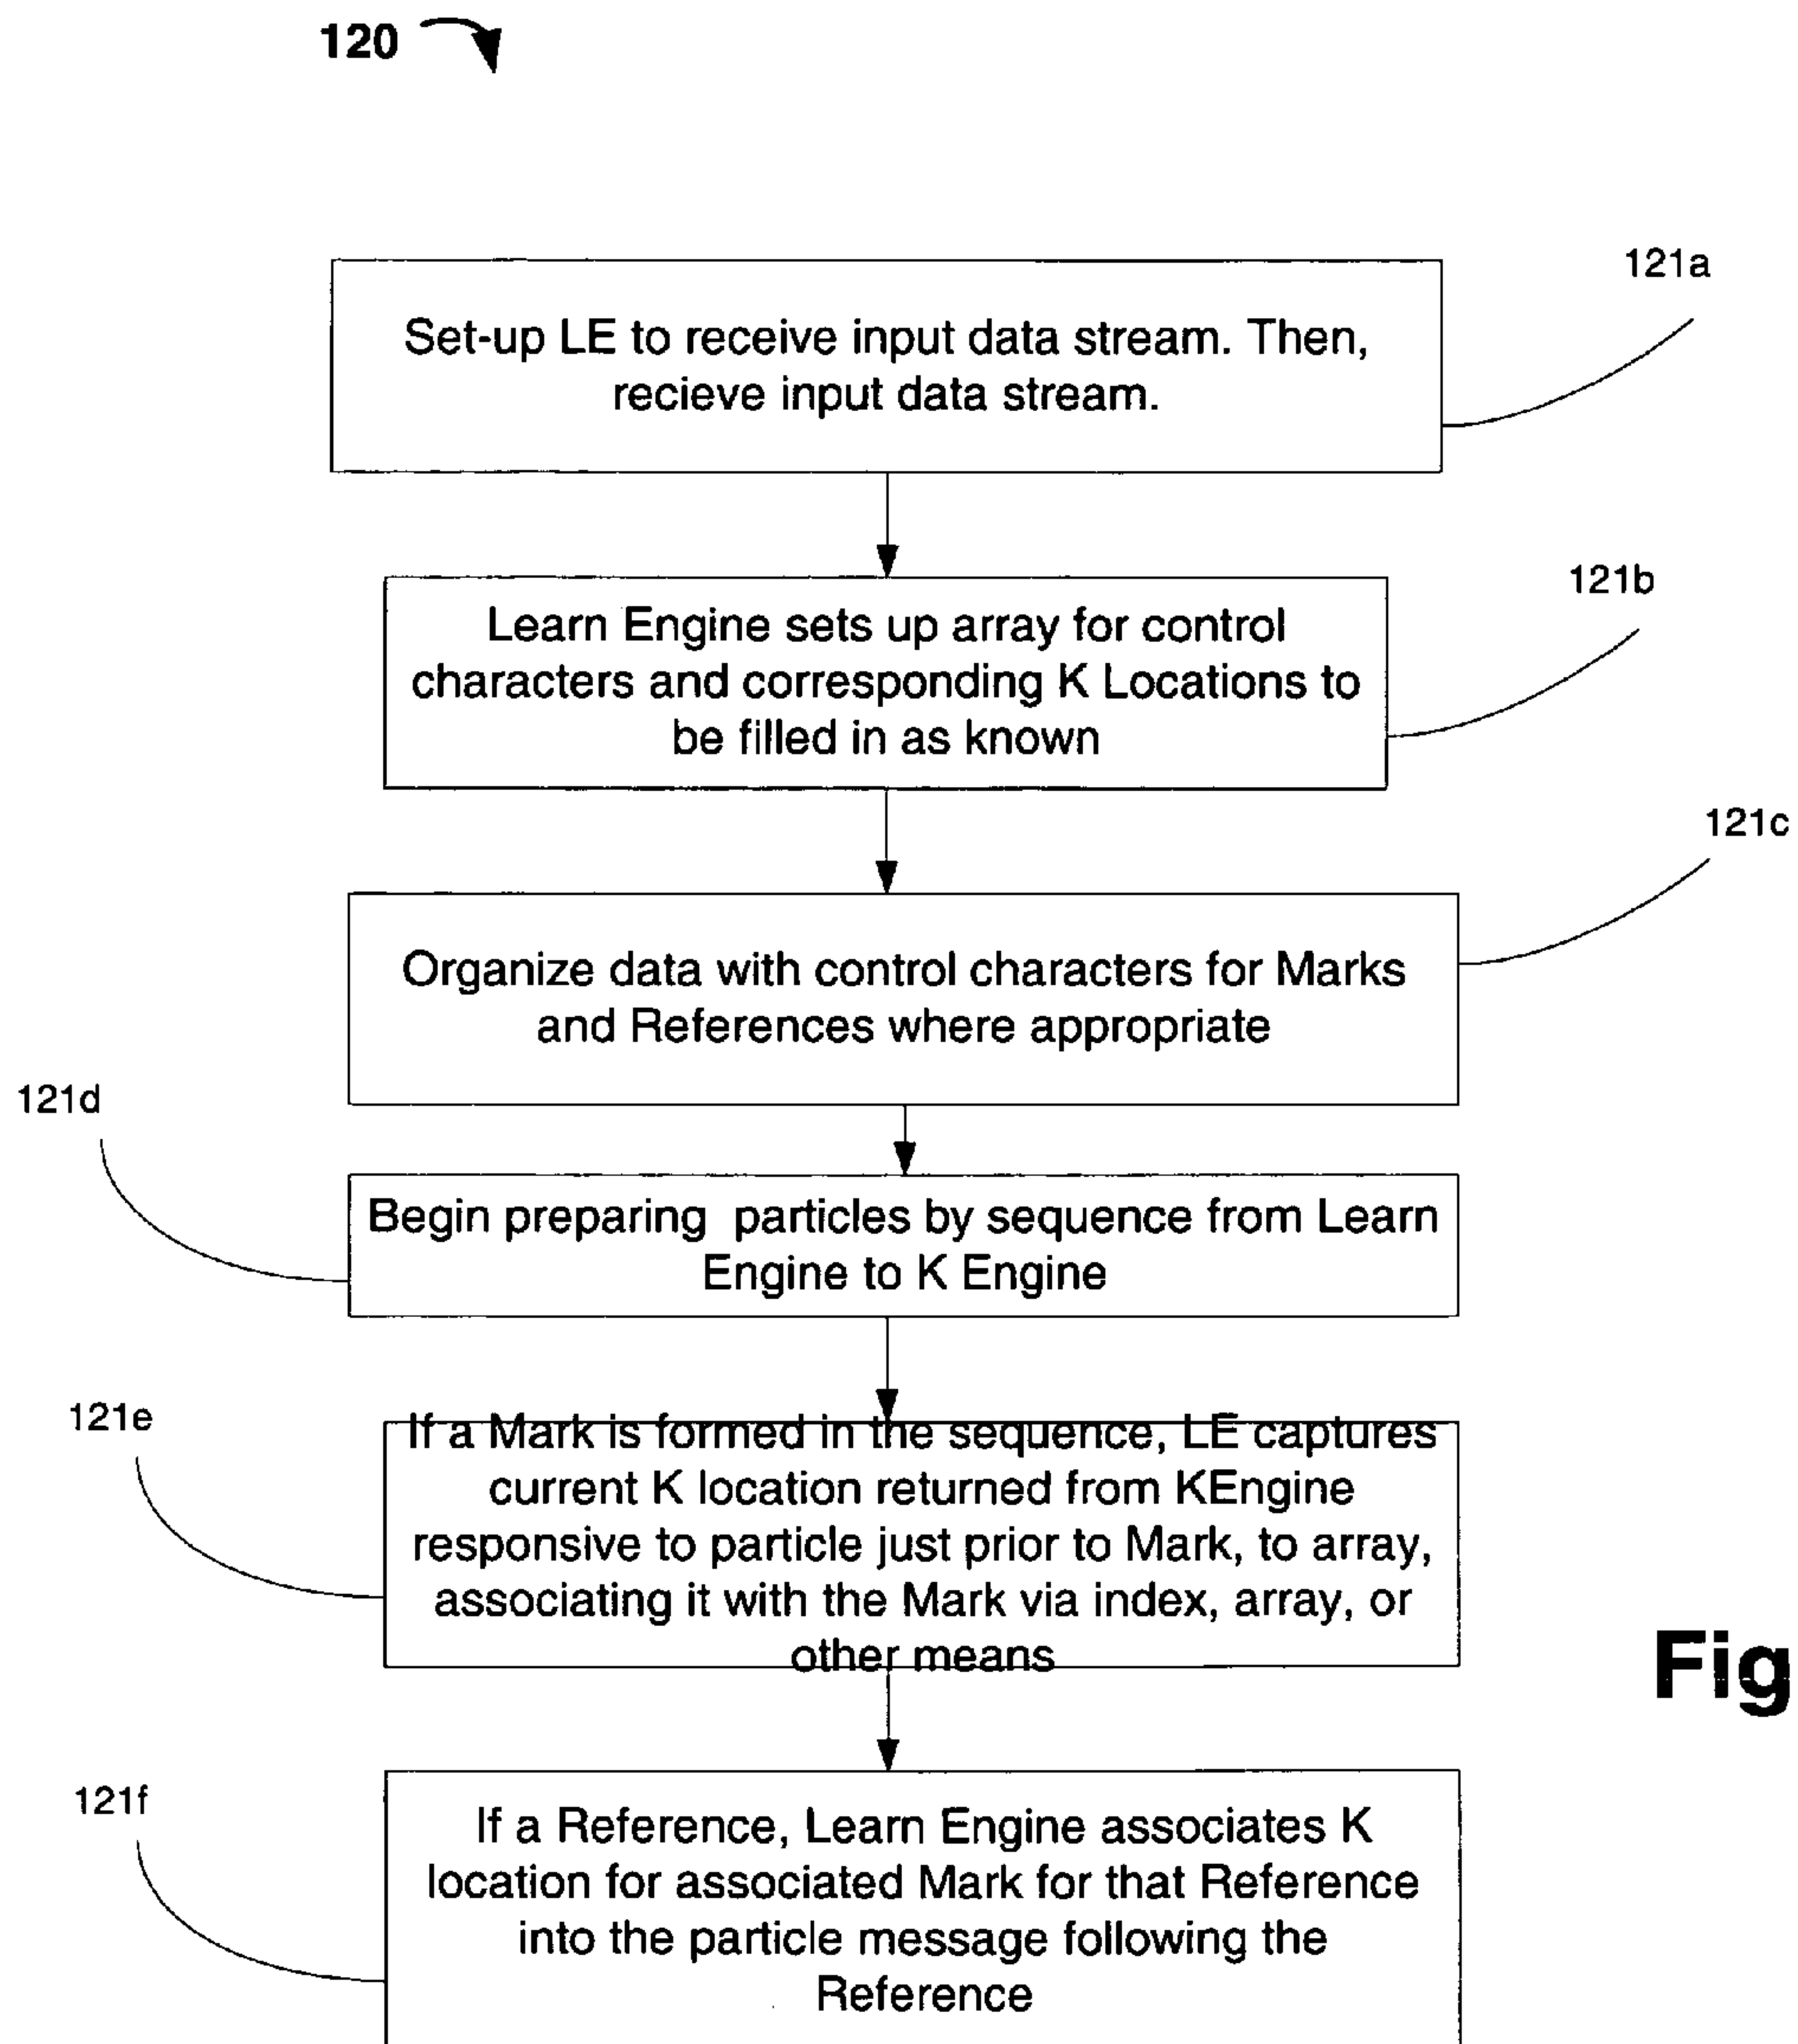 120
121a
Set-up LE to receive input data stream. Then,
recieve input data stream.
121b
Learn Engine sets up array for control
characters and corresponding K Locations to
be filled in as known
121c
Organize data with control characters for Marks
and References where appropriate
121d
Begin preparing particles by sequence from Learn
Engine to K Engine
121e
If a Mark is formed in the sequence, LE captures
current K location returned from KEngine
responsive to particle just prior to Mark, to array,
associating it with the Mark via index, array, or
other means
Fig
121f
If a Reference, Learn Engine associates K
location for associated Mark for that Reference
into the particle message following the
Reference